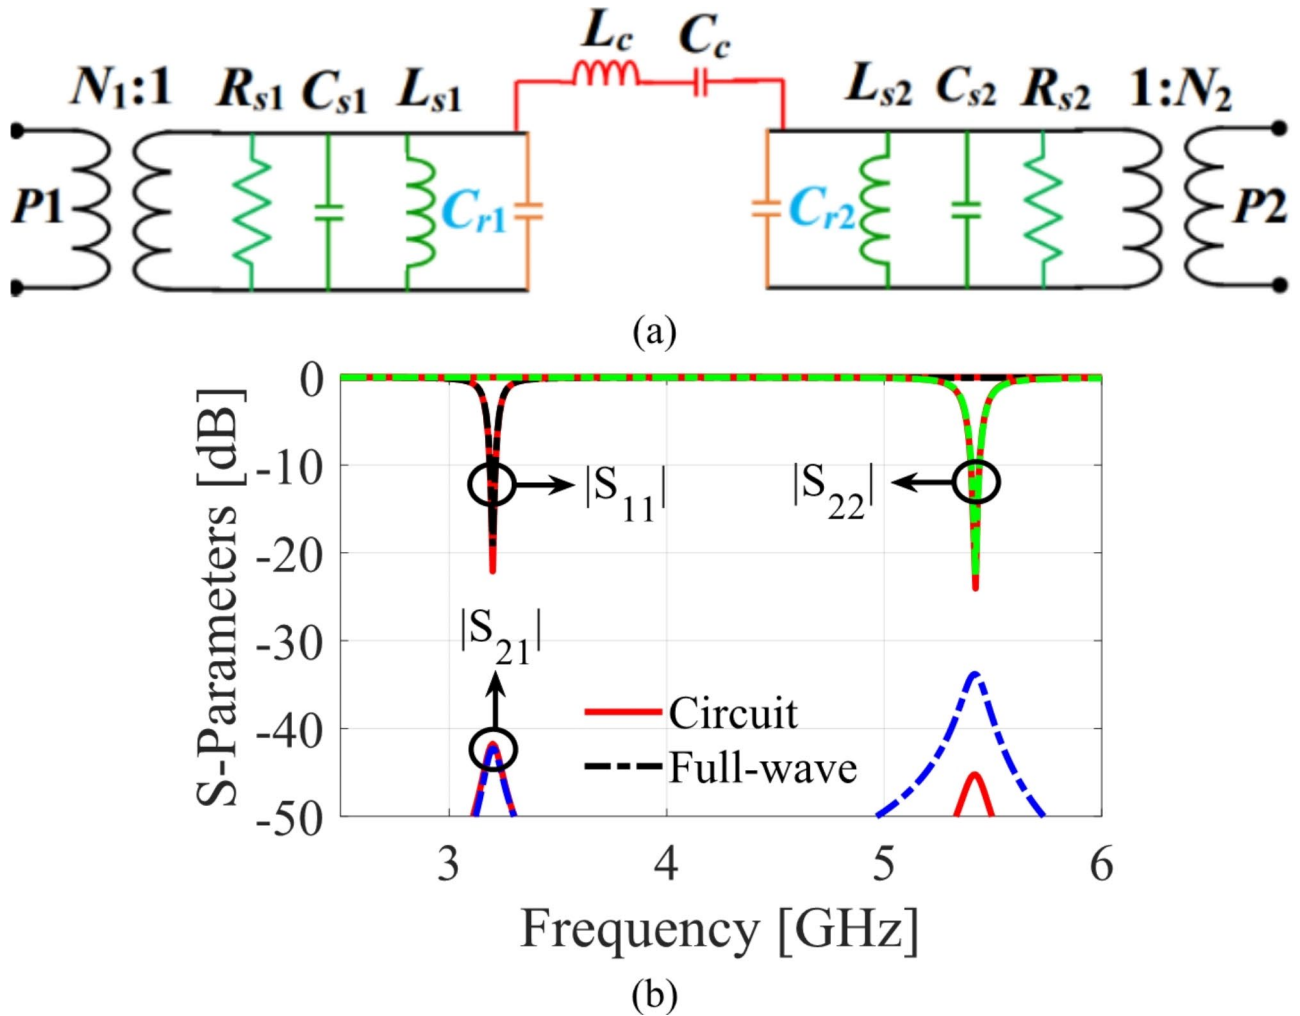 Lc Cc
N1:1 Rs1 Cs1 Ls1 Ls2 Cs2 Rs2 1:N2
P1 Cr1 Cr2 P2
(a)
S-Parameters [dB]
0
-10
-20
-30
-40
-50
|S11|
|S22|
|S21|
Circuit
Full-wave
3 4 5 6
Frequency [GHz]
(b)